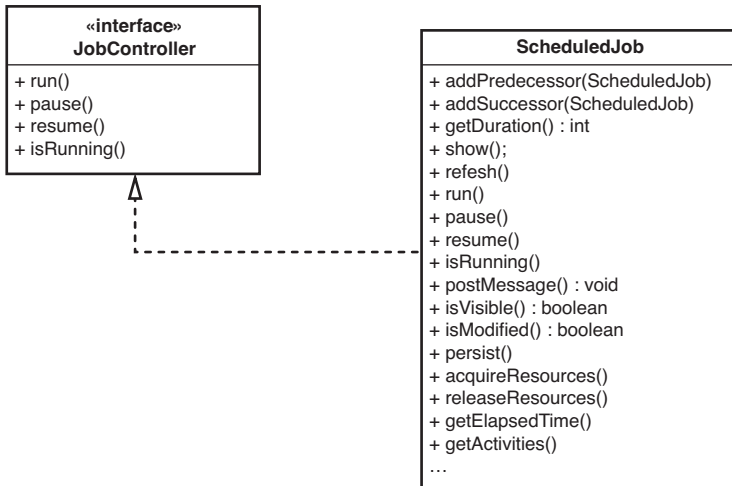 «interface»
JobController
+ run()
+ pause()
+ resume()
+ isRunning()
ScheduledJob
+ addPredecessor(ScheduledJob)
+ addSuccessor(ScheduledJob)
+ getDuration() : int
+ show();
+ refesh()
+ run()
+ pause()
+ resume()
+ isRunning()
+ postMessage() : void
+ isVisible() : boolean
+ isModified() : boolean
+ persist()
+ acquireResources()
+ releaseResources()
+ getElapsedTime()
+ getActivities()
...